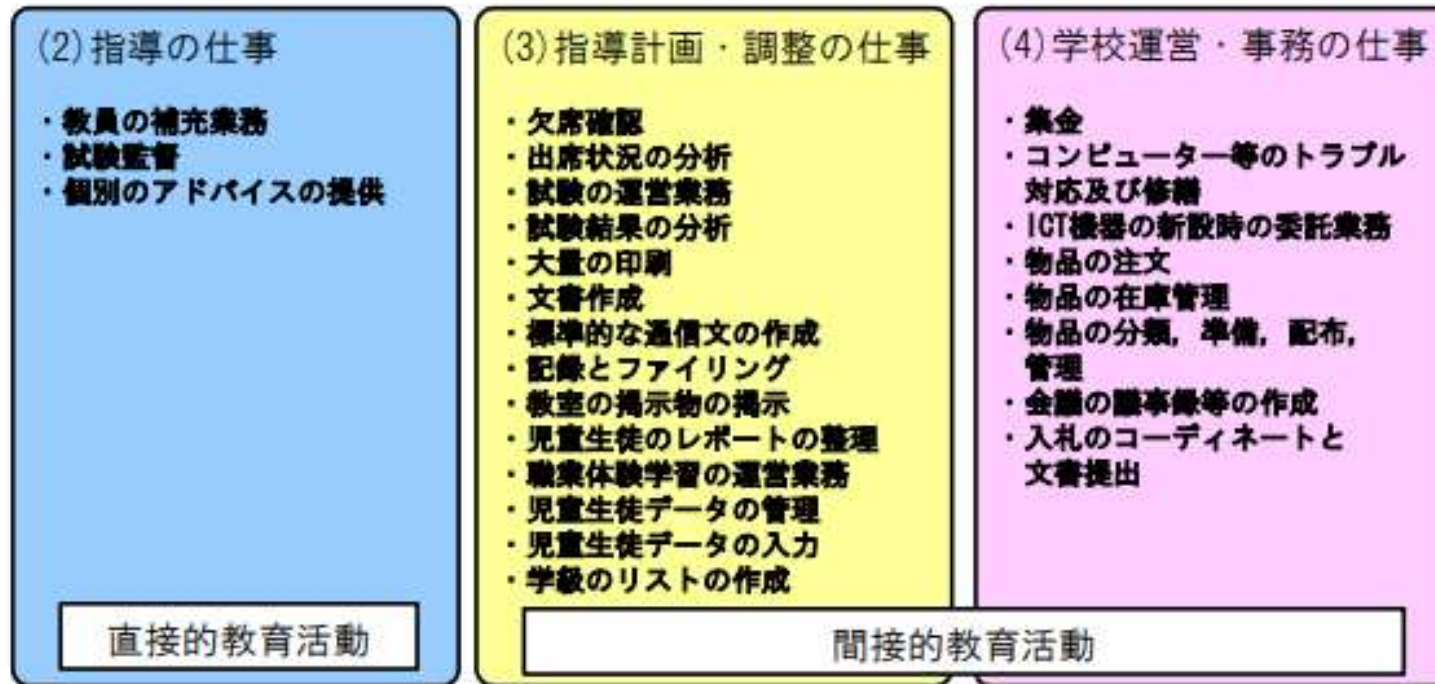 (2)指導の仕事
・教員の補充業務
・試験監督
・個別のアドバイスの提供
直接的教育活動
(3)指導計画・調整の仕事
・欠席確認
・出席状況の分析
・試験の運営業務
・試験結果の分析
・大量の印刷
・文書作成
・標準的な通信文の作成
・記録とファイリング
・教室の掲示物の掲示
・児童生徒のレポートの整理
・職業体験学習の運営業務
・児童生徒データの管理
・児童生徒データの入力
・学級のリストの作成
(4)学校運営・事務の仕事
・集金
・コンピューター等のトラブル
対応及び修繕
・ICT機器の新設時の委託業務
・物品の注文
・物品の在庫管理
・物品の分類，準備，配布，
管理
・会議の議事録等の作成
・入札のコーディネートと
文書提出
間接的教育活動